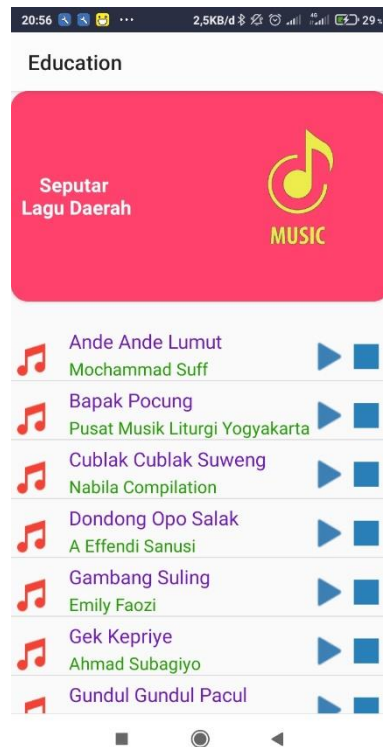 20:56 ... 2,5KB/d 4G 29%
Education
Seputar
Lagu Daerah
MUSIC
Ande Ande Lumut
Mochammad Suff
Bapak Pocung
Pusat Musik Liturgi Yogyakarta
Cublak Cublak Suweng
Nabila Compilation
Dondong Opo Salak
A Effendi Sanusi
Gambang Suling
Emily Faozi
Gek Kepriye
Ahmad Subagiyo
Gundul Gundul Pacul